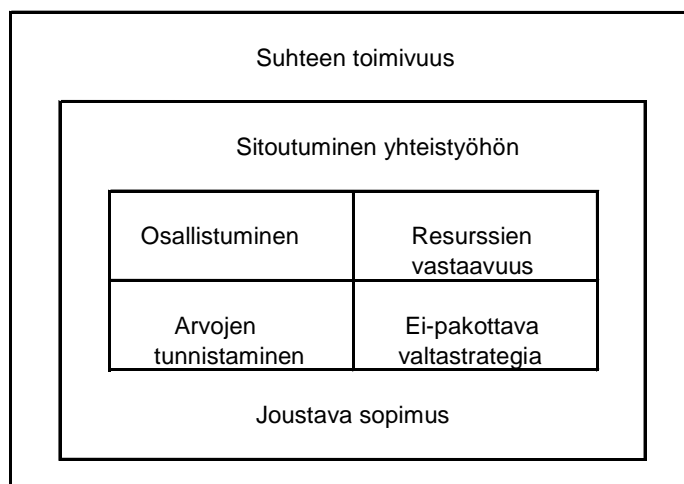 Suhteen toimivuus
Sitoutuminen yhteistyöhön
Osallistuminen
Resurssien
vastaavuus
Arvojen
tunnistaminen
Ei-pakottava
valtastrategia
Joustava sopimus